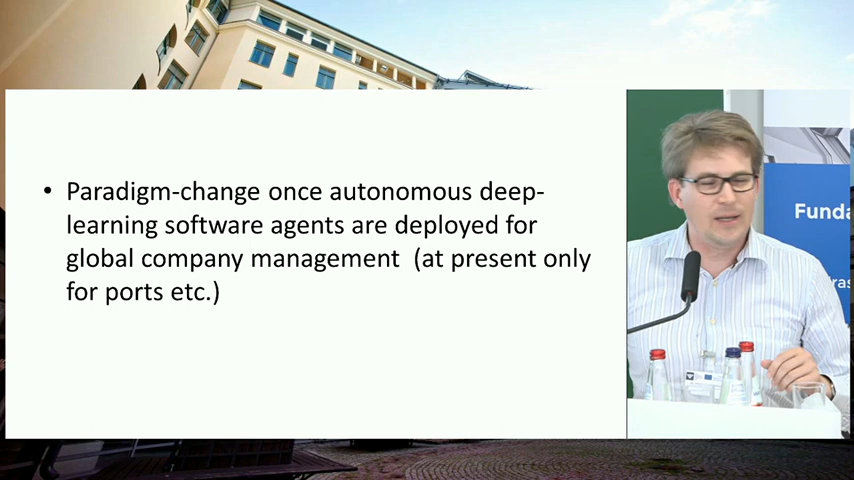 • Paradigm-change once autonomous deep-
learning software agents are deployed for
global company management  (at present only
for ports etc.)
Funda
ras